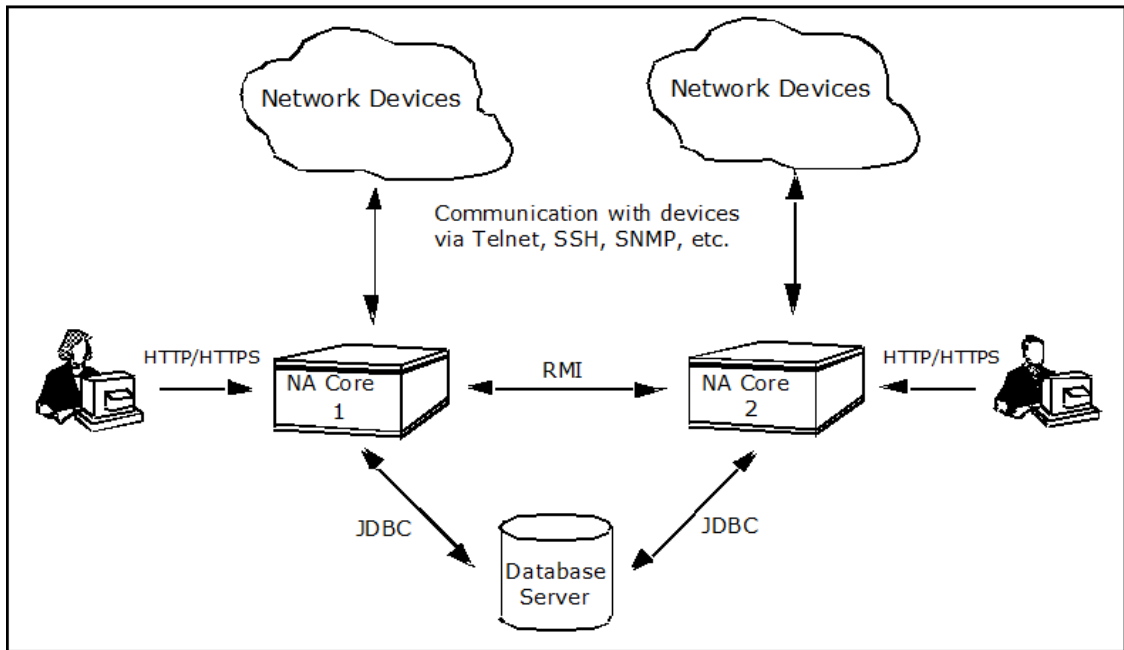 Network Devices
Network Devices
Communication with devices
via Telnet, SSH, SNMP, etc.
HTTP/HTTPS
NA Core
1
RMI
NA Core
2
HTTP/HTTPS
JDBC
JDBC
Database
Server